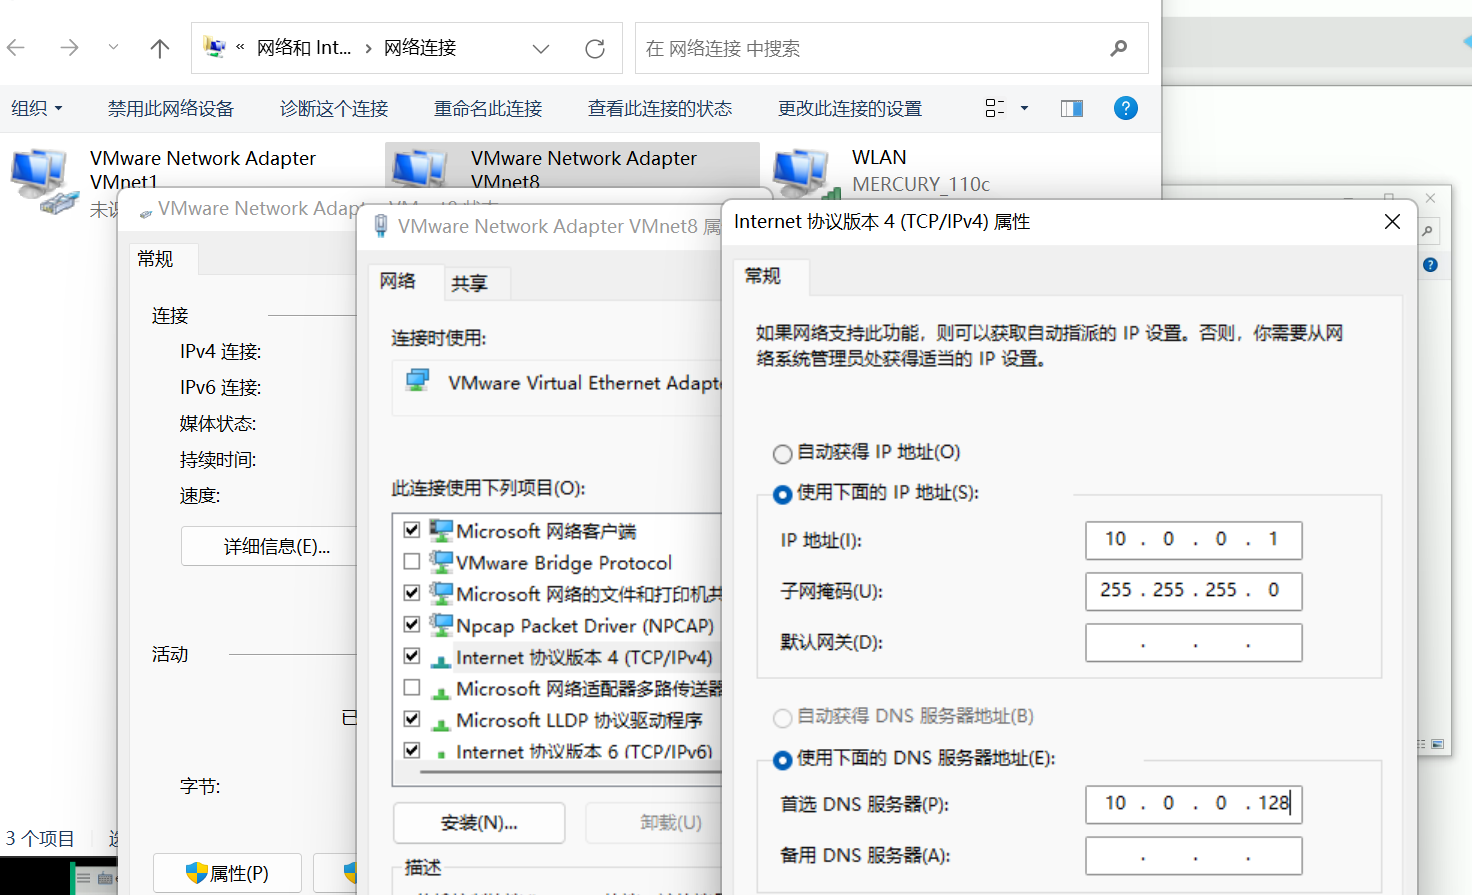 « 网络和 Int... › 网络连接
在 网络连接 中搜索
组织 禁用此网络设备 诊断这个连接 重命名此连接 查看此连接的状态 更改此连接的设置
VMware Network Adapter
VMnet1
未识
VMware Network Adapter
VMnet8
WLAN
MERCURY_110c
VMware Network Adap
常规
连接
IPv4 连接:
IPv6 连接:
媒体状态:
持续时间:
速度:
详细信息(E)...
活动
已
字节:
属性(P)
3 个项目
VMware Network Adapter VMnet8 属
网络 共享
连接时使用:
VMware Virtual Ethernet Adapte
此连接使用下列项目(O):
Microsoft 网络客户端
VMware Bridge Protocol
Microsoft 网络的文件和打印机共
Npcap Packet Driver (NPCAP)
Internet 协议版本 4 (TCP/IPv4)
Microsoft 网络适配器多路传送器
Microsoft LLDP 协议驱动程序
Internet 协议版本 6 (TCP/IPv6)
安装(N)... 卸载(U)
描述
Internet 协议版本 4 (TCP/IPv4) 属性
常规
如果网络支持此功能，则可以获取自动指派的 IP 设置。否则，你需要从网
络系统管理员处获得适当的 IP 设置。
自动获得 IP 地址(O)
使用下面的 IP 地址(S):
IP 地址(I): 10 . 0 . 0 . 1
子网掩码(U): 255 . 255 . 255 . 0
默认网关(D): . . .
自动获得 DNS 服务器地址(B)
使用下面的 DNS 服务器地址(E):
首选 DNS 服务器(P): 10 . 0 . 0 . 128
备用 DNS 服务器(A): . . .